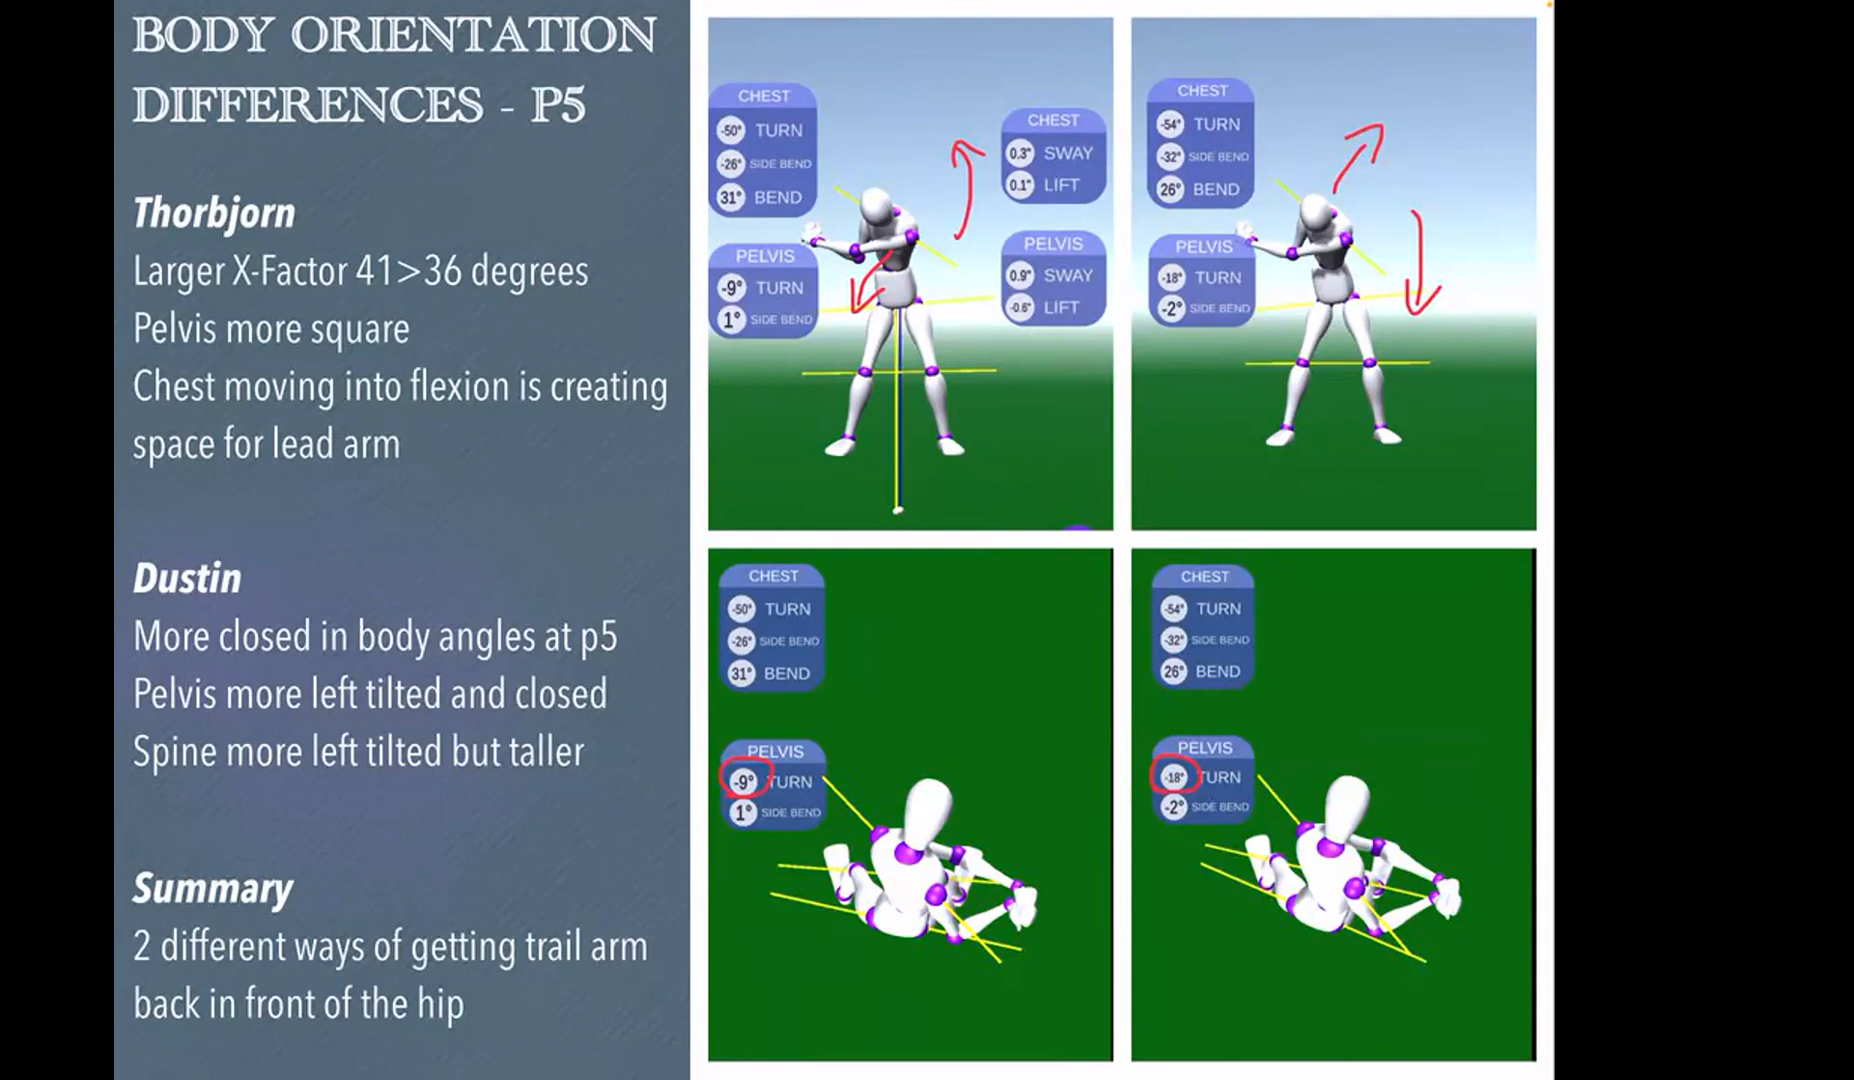 BODY ORIENTATION
DIFFERENCES - P5
Thorbjorn
Larger X-Factor 41>36 degrees
Pelvis more square
Chest moving into flexion is creating
space for lead arm
Dustin
More closed in body angles at p5
Pelvis more left tilted and closed
Spine more left tilted but taller
Summary
2 different ways of getting trail arm
back in front of the hip
CHEST
-50° TURN
-26° SIDE BEND
31° BEND
PELVIS
-9° TURN
1° SIDE BEND
CHEST
0.3" SWAY
0.1" LIFT
PELVIS
0.9" SWAY
-0.6" LIFT
CHEST
-54° TURN
-32° SIDE BEND
26° BEND
PELVIS
-18° TURN
-2° SIDE BEND
CHEST
-50° TURN
-26° SIDE BEND
31° BEND
PELVIS
-9° TURN
1° SIDE BEND
CHEST
-54° TURN
-32° SIDE BEND
26° BEND
PELVIS
-18° TURN
-2° SIDE BEND